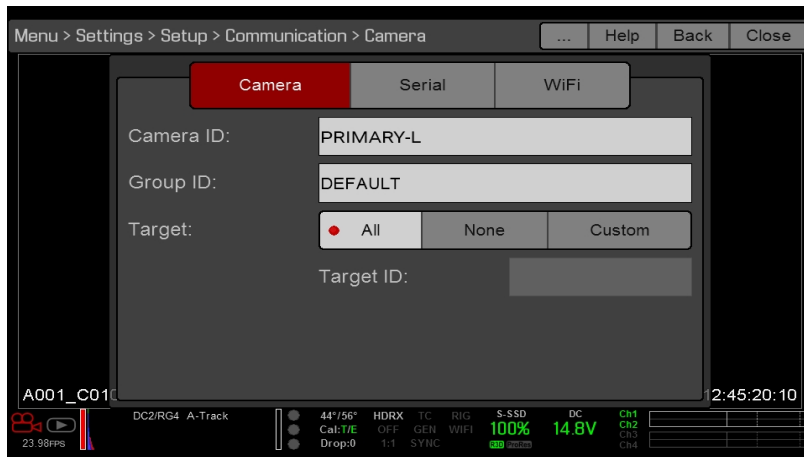 Menu > Settings > Setup > Communication > Camera ... Help Back Close
Camera Serial WiFi
Camera ID: PRIMARY-L
Group ID: DEFAULT
Target: All None Custom
Target ID:
A001_C01 12:45:20:10
DC2/RG4 A-Track 44°/56° HDRX TC RIG S-SSD DC Ch1
Cal:T/E OFF GEN WIFI 100% 14.8V Ch2
23.98FPS Drop:0 1:1 SYNC R3D ProRes Ch3
Ch4